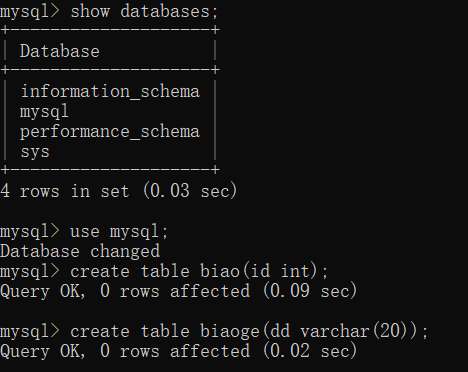 mysql> show databases;
+--------------------+
| Database           |
+--------------------+
| information_schema |
| mysql              |
| performance_schema |
| sys                |
+--------------------+
4 rows in set (0.03 sec)

mysql> use mysql;
Database changed
mysql> create table biao(id int);
Query OK, 0 rows affected (0.09 sec)

mysql> create table biaoge(dd varchar(20));
Query OK, 0 rows affected (0.02 sec)